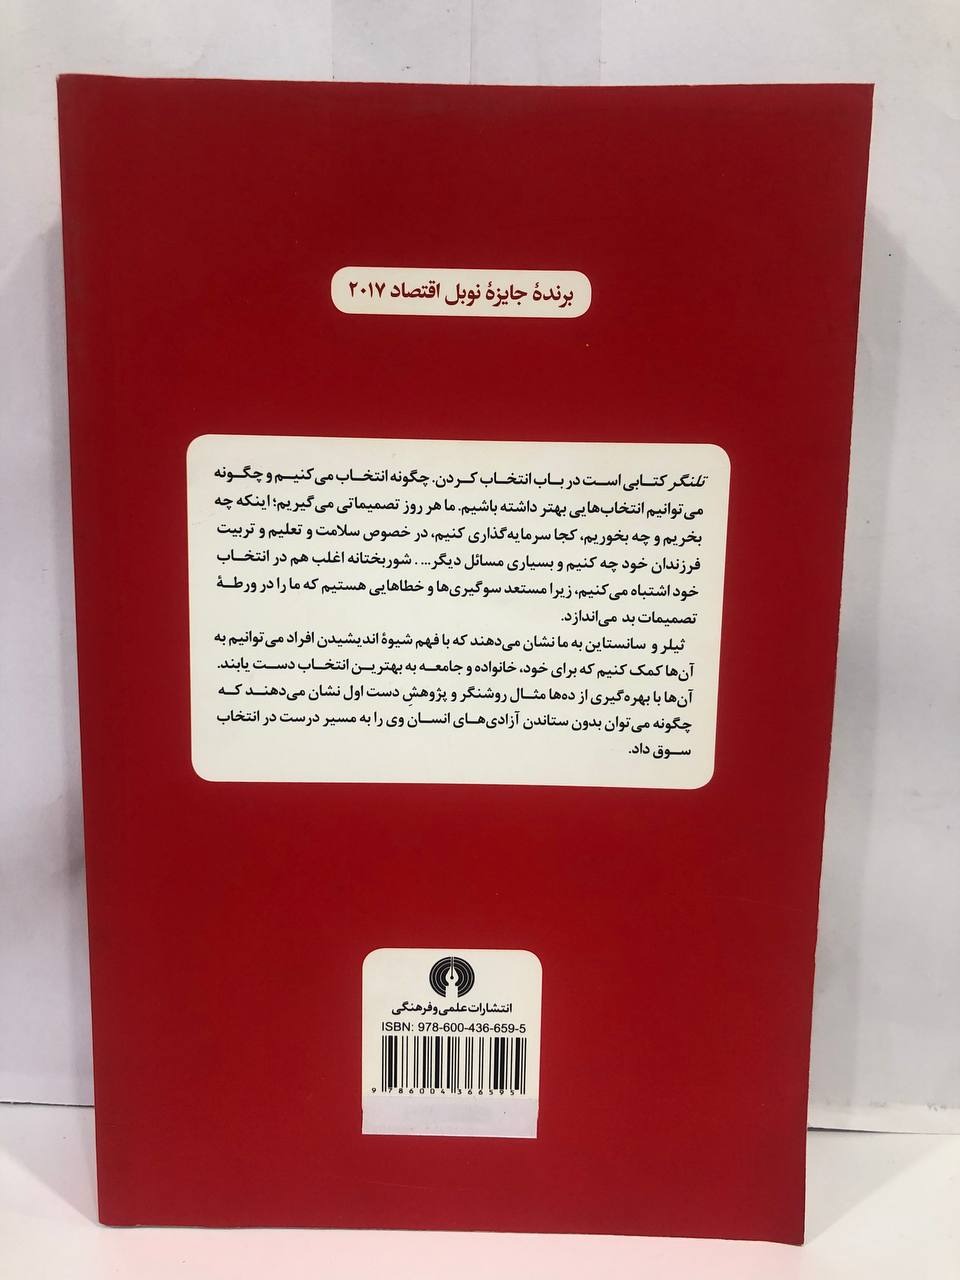 برندهٔ جایزهٔ نوبل اقتصاد ۲۰۱۷
تلنگر کتابی است در باب انتخاب کردن. چگونه انتخاب می‌کنیم و چگونه
می‌توانیم انتخاب‌هایی بهتر داشته باشیم. ما هر روز تصمیماتی می‌گیریم؛ اینکه چه
بخریم و چه بخوریم، کجا سرمایه‌گذاری کنیم، در خصوص سلامت و تعلیم و تربیت
فرزندان خود چه کنیم و بسیاری مسائل دیگر.... شوربختانه اغلب هم در انتخاب
خود اشتباه می‌کنیم، زیرا مستعد سوگیری‌ها و خطاهایی هستیم که ما را در ورطهٔ
تصمیمات بد می‌اندازد.
ثیلر و سانستاین به ما نشان می‌دهند که با فهم شیوهٔ اندیشیدن افراد می‌توانیم به
آن‌ها کمک کنیم که برای خود، خانواده و جامعه به بهترین انتخاب دست یابند.
آن‌ها با بهره‌گیری از ده‌ها مثال روشنگر و پژوهشِ دست اول نشان می‌دهند که
چگونه می‌توان بدون ستاندن آزادی‌های انسان وی را به مسیر درست در انتخاب
سوق داد.
انتشارات علمی و فرهنگی
ISBN: 978-600-436-659-5
9 786004 366595